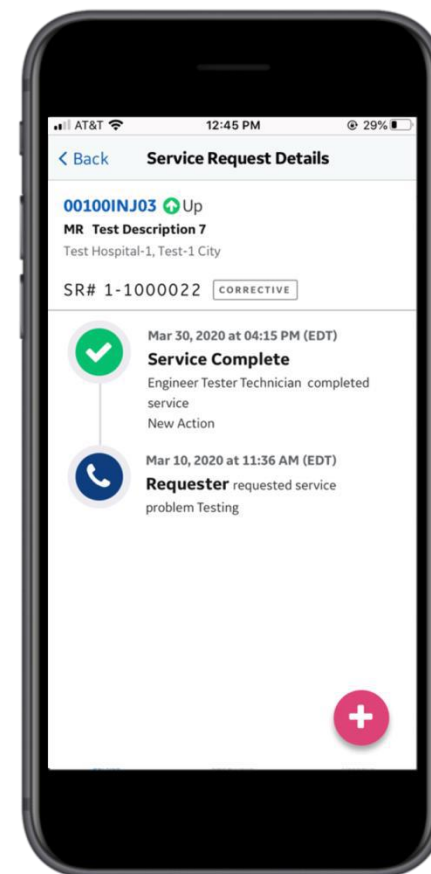 AT&T 12:45 PM 29%
Back Service Request Details
00100INJ03 Up
MR Test Description 7
Test Hospital-1, Test-1 City
SR# 1-1000022 CORRECTIVE
Mar 30, 2020 at 04:15 PM (EDT)
Service Complete
Engineer Tester Technician completed
service
New Action
Mar 10, 2020 at 11:36 AM (EDT)
Requester requested service
problem Testing